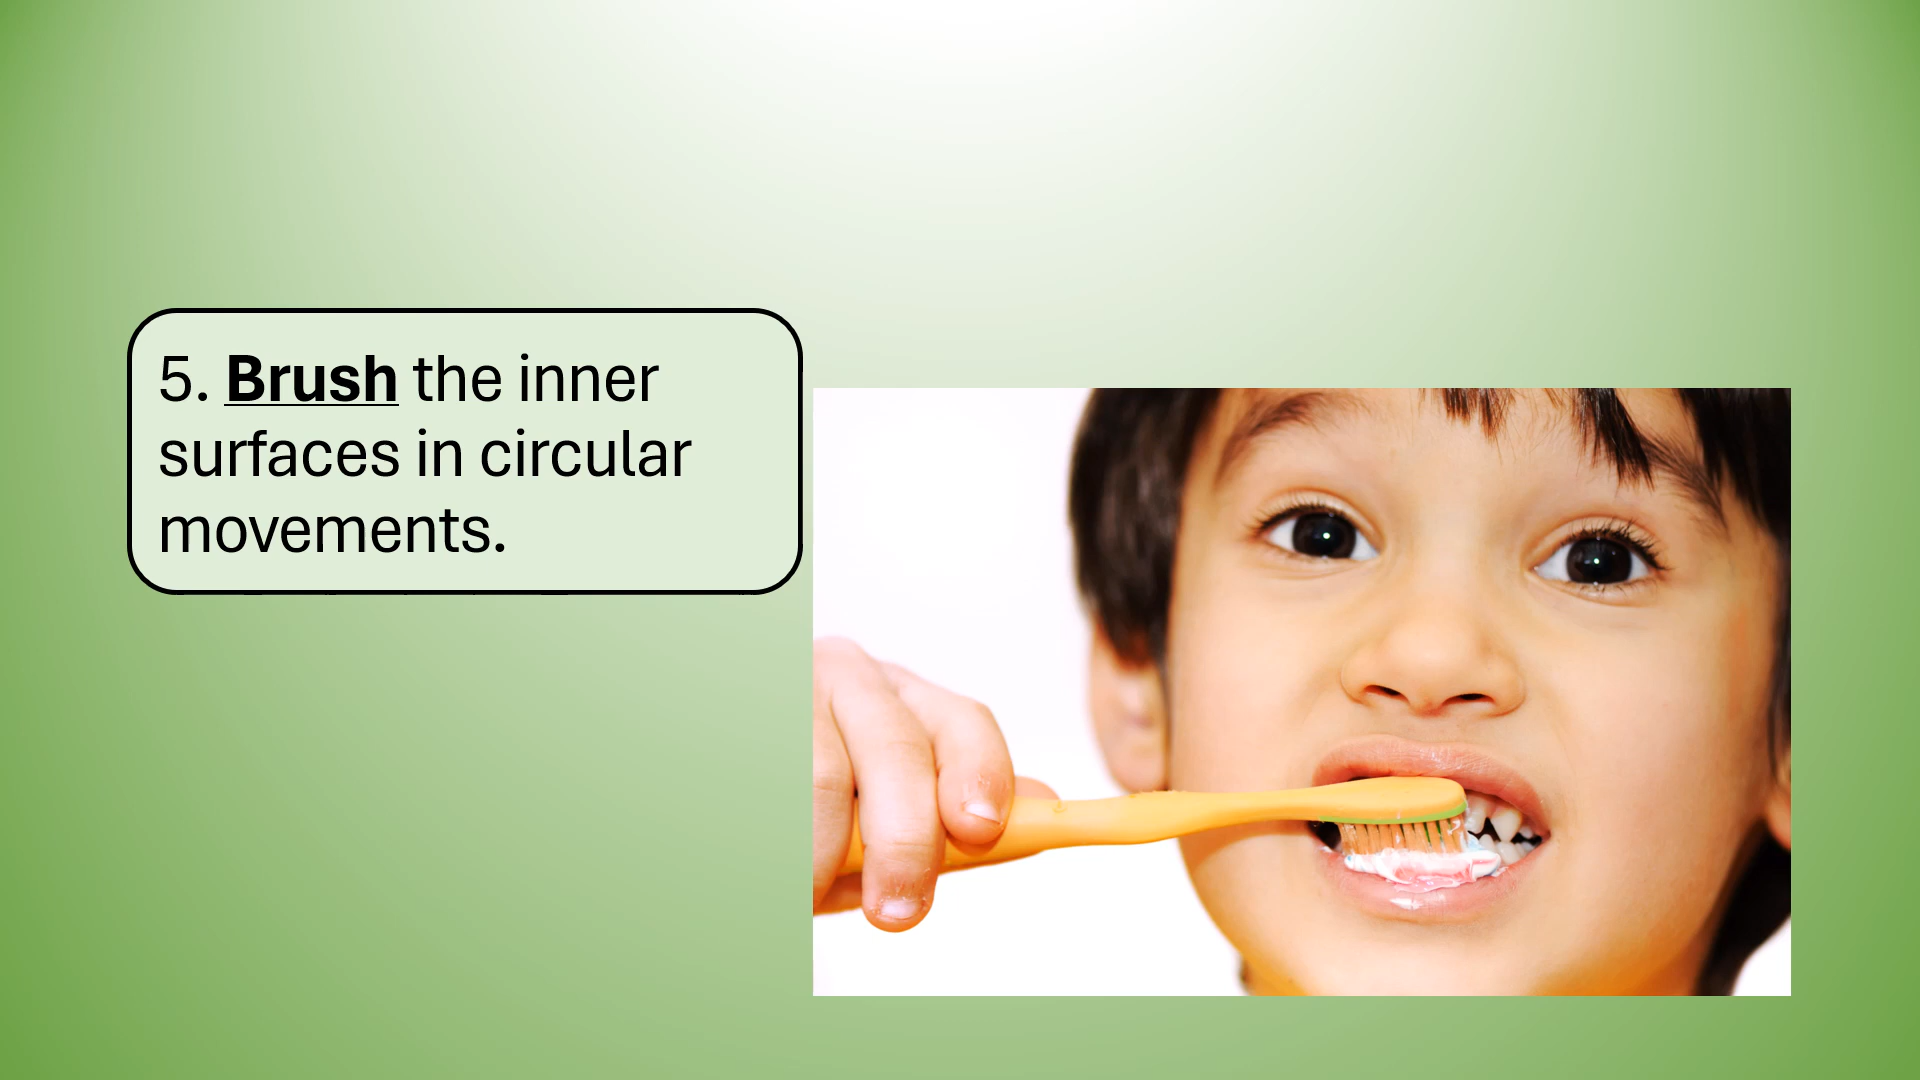 5. Brush the inner
surfaces in circular
movements.